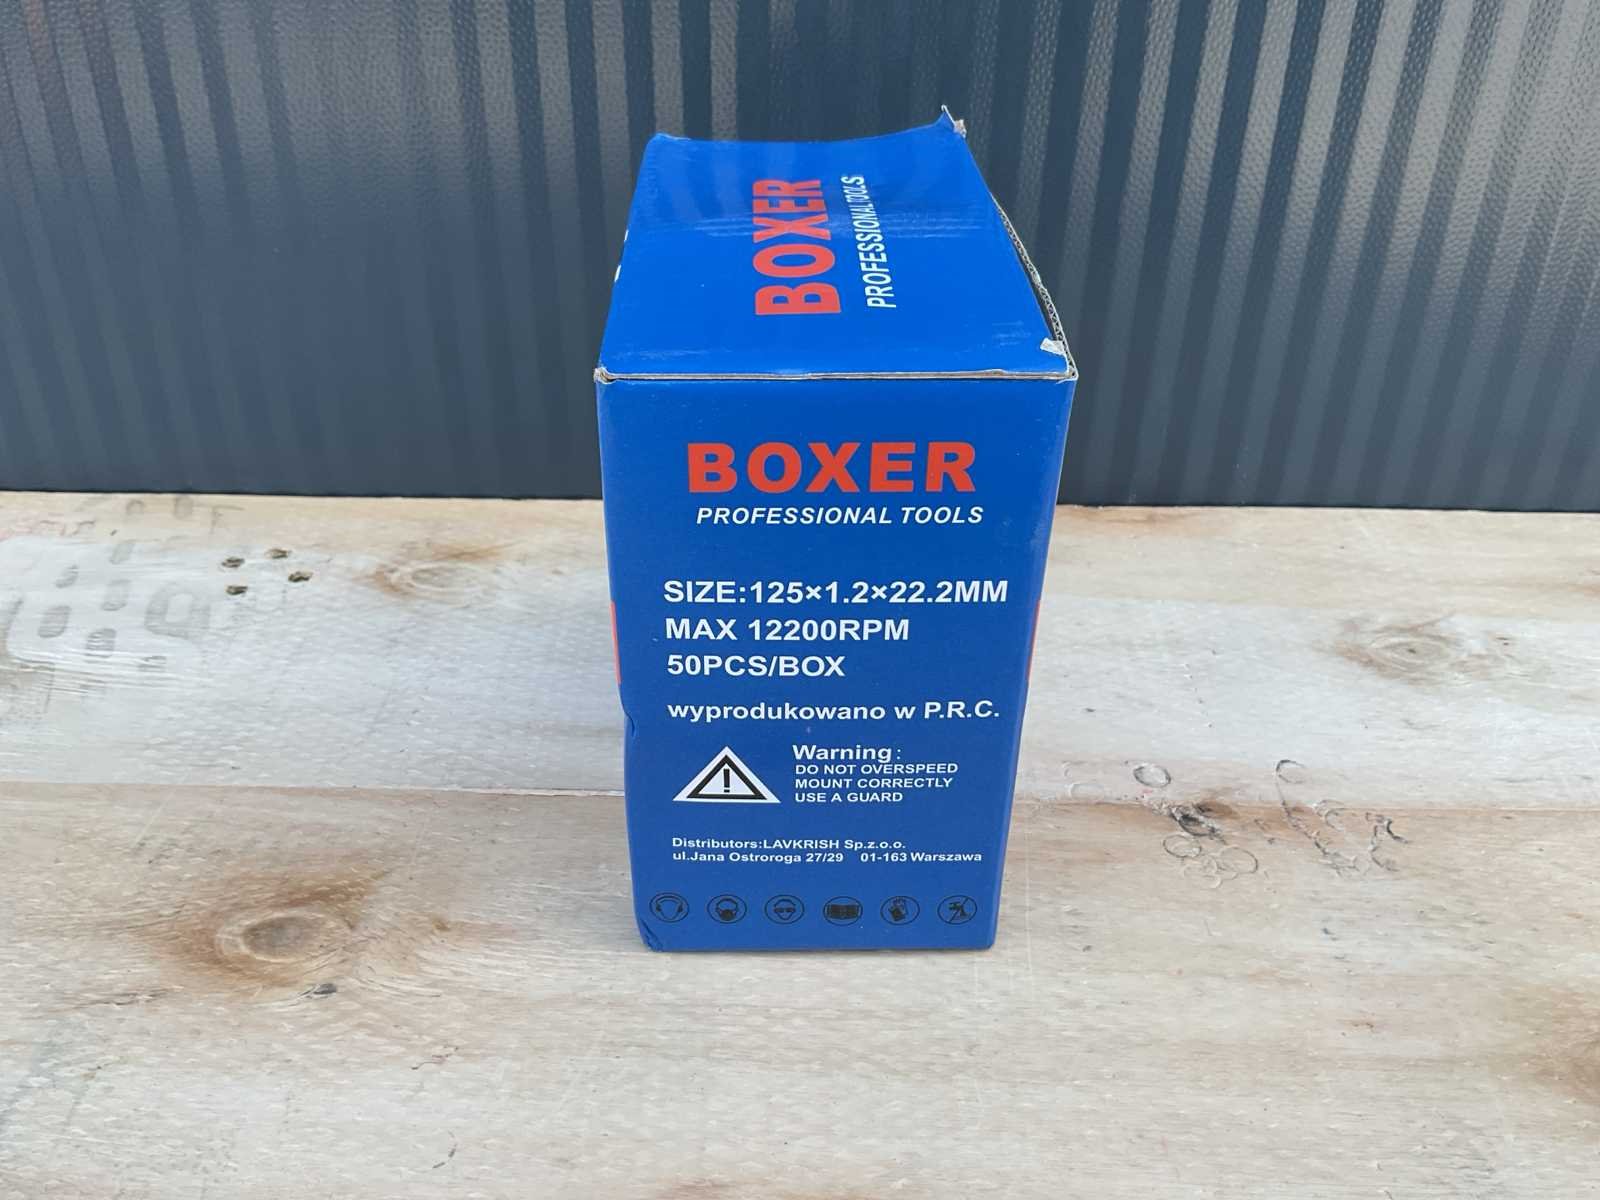 BOXER
PROFESSIONAL TOOLS
BOXER
PROFESSIONAL TOOLS
SIZE:125×1.2×22.2MM
MAX 12200RPM
50PCS/BOX
wyprodukowano w P.R.C.
Warning:
DO NOT OVERSPEED
MOUNT CORRECTLY
USE A GUARD
Distributors:LAVKRISH Sp.z.o.o.
ul.Jana Ostroroga 27/29 01-163 Warszawa